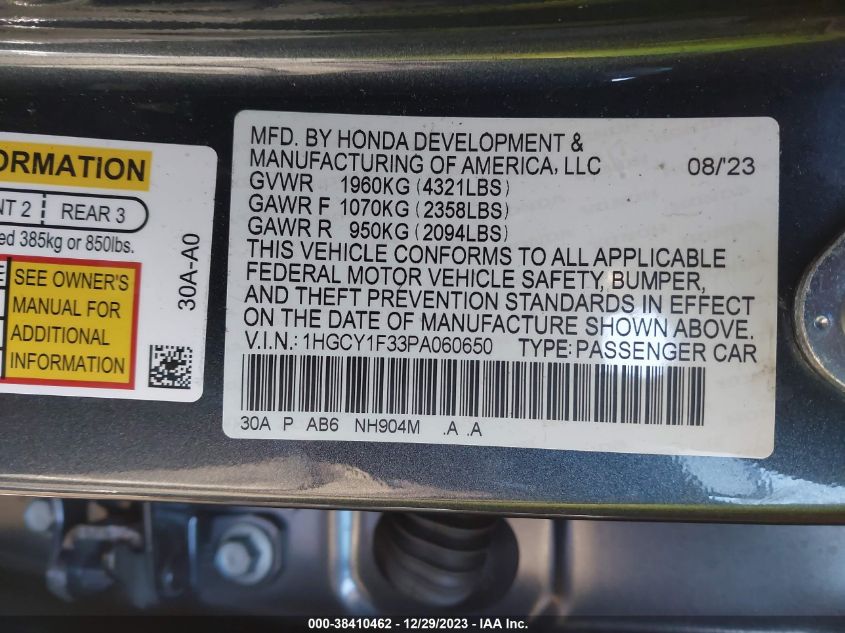 ORMATION
NT 2 REAR 3
ed 385kg or 850lbs.
SEE OWNER'S
MANUAL FOR
ADDITIONAL
INFORMATION
30A-A0
MFD. BY HONDA DEVELOPMENT &
MANUFACTURING OF AMERICA, LLC 08/'23
GVWR 1960KG (4321LBS)
GAWR F 1070KG (2358LBS)
GAWR R 950KG (2094LBS)
THIS VEHICLE CONFORMS TO ALL APPLICABLE
FEDERAL MOTOR VEHICLE SAFETY, BUMPER,
AND THEFT PREVENTION STANDARDS IN EFFECT
ON THE DATE OF MANUFACTURE SHOWN ABOVE.
V.I.N.: 1HGCY1F33PA060650 TYPE: PASSENGER CAR
30A P AB6 NH904M .A .A
000-38410462 - 12/29/2023 - IAA Inc.